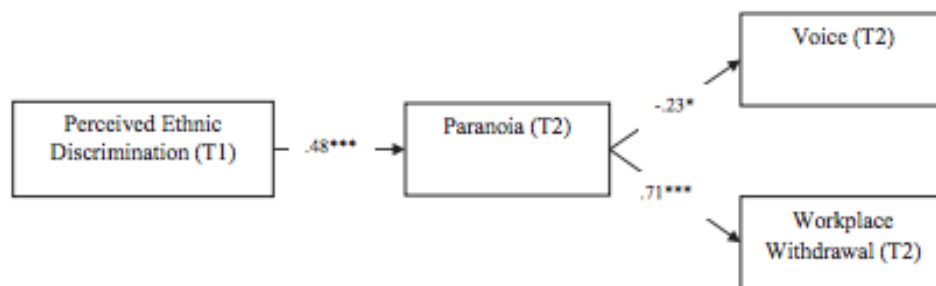 Voice (T2)
-.23*
Perceived Ethnic
Discrimination (T1)
.48***
Paranoia (T2)
.71***
Workplace
Withdrawal (T2)